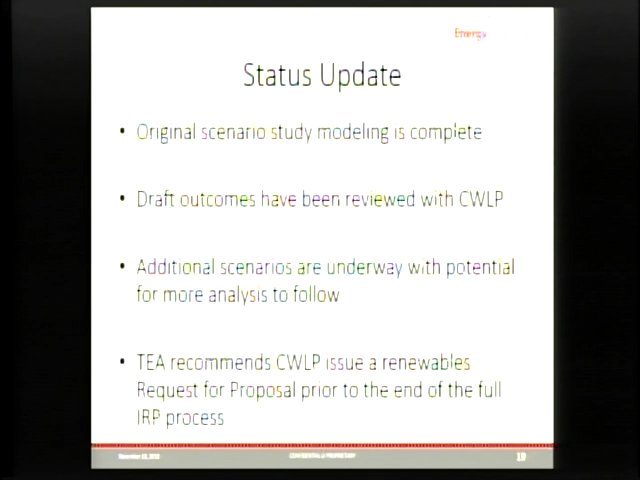 Energy
Status Update
• Original scenario study modeling is complete
• Draft outcomes have been reviewed with CWLP
• Additional scenarios are underway with potential
for more analysis to follow
• TEA recommends CWLP issue a renewables
Request for Proposal prior to the end of the full
IRP process
CONFIDENTIAL & PROPRIETARY
19